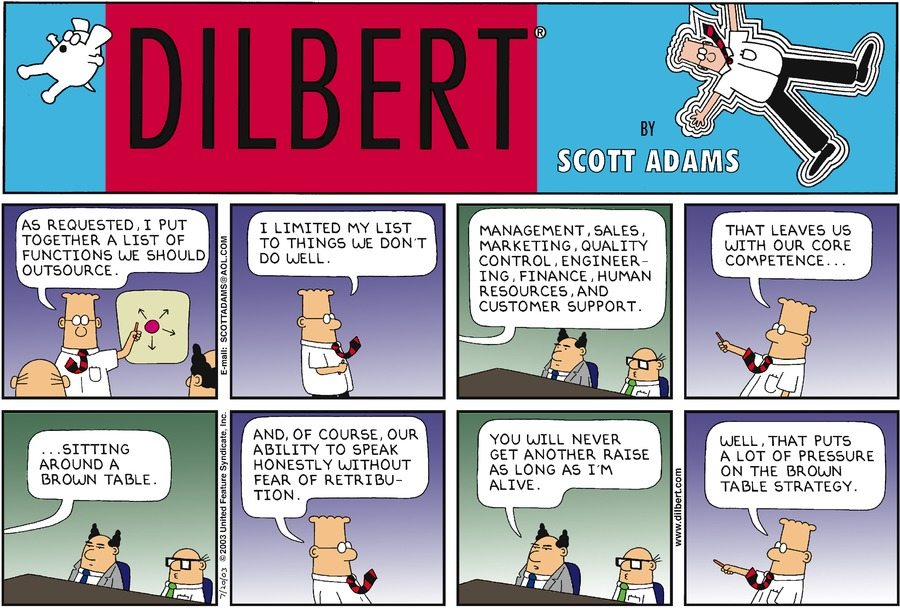 DILBERT®
BY
SCOTT ADAMS
AS REQUESTED, I PUT
TOGETHER A LIST OF
FUNCTIONS WE SHOULD
OUTSOURCE.
E-mail: SCOTTADAMS@AOL.COM
I LIMITED MY LIST
TO THINGS WE DON'T
DO WELL.
MANAGEMENT, SALES,
MARKETING, QUALITY
CONTROL, ENGINEER-
ING, FINANCE, HUMAN
RESOURCES, AND
CUSTOMER SUPPORT.
THAT LEAVES US
WITH OUR CORE
COMPETENCE...
...SITTING
AROUND A
BROWN TABLE.
7/20/03 © 2003 United Feature Syndicate, Inc.
AND, OF COURSE, OUR
ABILITY TO SPEAK
HONESTLY WITHOUT
FEAR OF RETRIBU-
TION.
YOU WILL NEVER
GET ANOTHER RAISE
AS LONG AS I'M
ALIVE.
www.dilbert.com
WELL, THAT PUTS
A LOT OF PRESSURE
ON THE BROWN
TABLE STRATEGY.